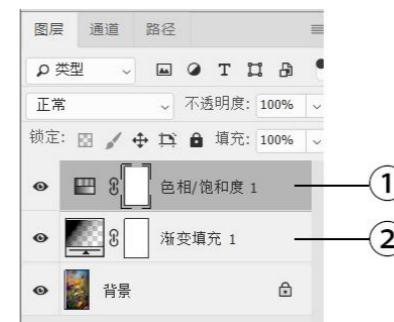 图层 通道 路径
类型
T
正常 不透明度: 100%
锁定: 填充: 100%
色相/饱和度 1 1
渐变填充 1 2
背景